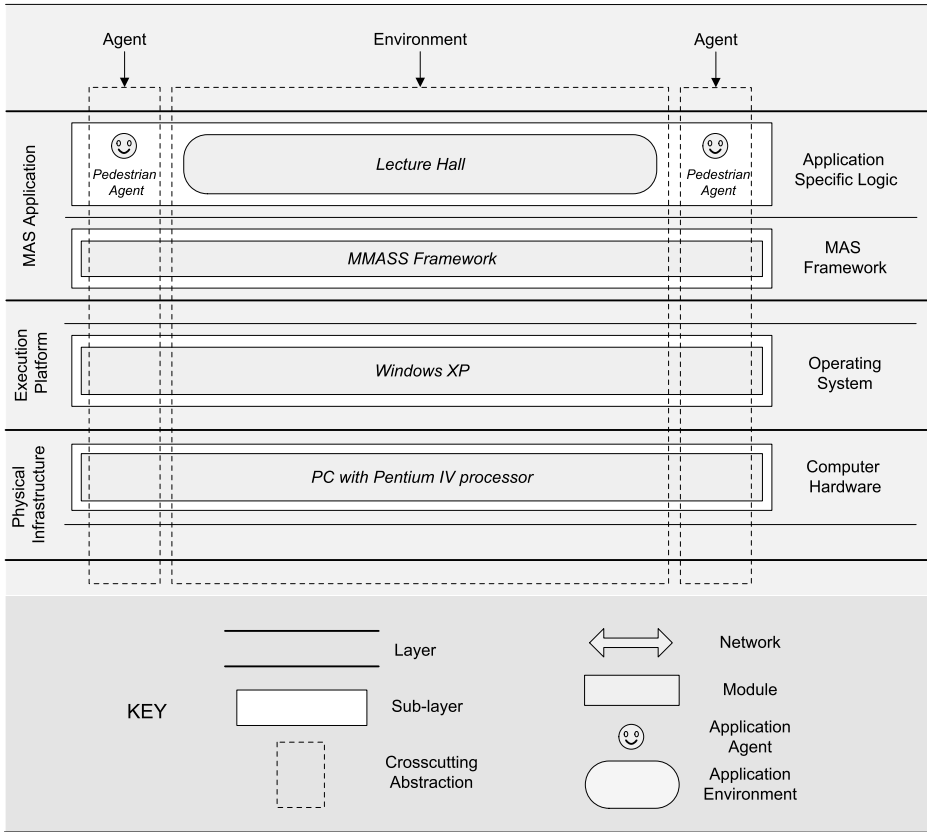 Agent
Environment
Agent
MAS Application
Pedestrian
Agent
Lecture Hall
Pedestrian
Agent
Application
Specific Logic
MMASS Framework
MAS
Framework
Execution
Platform
Windows XP
Operating
System
Physical
Infrastructure
PC with Pentium IV processor
Computer
Hardware
KEY
Layer
Sub-layer
Crosscutting
Abstraction
Network
Module
Application
Agent
Application
Environment